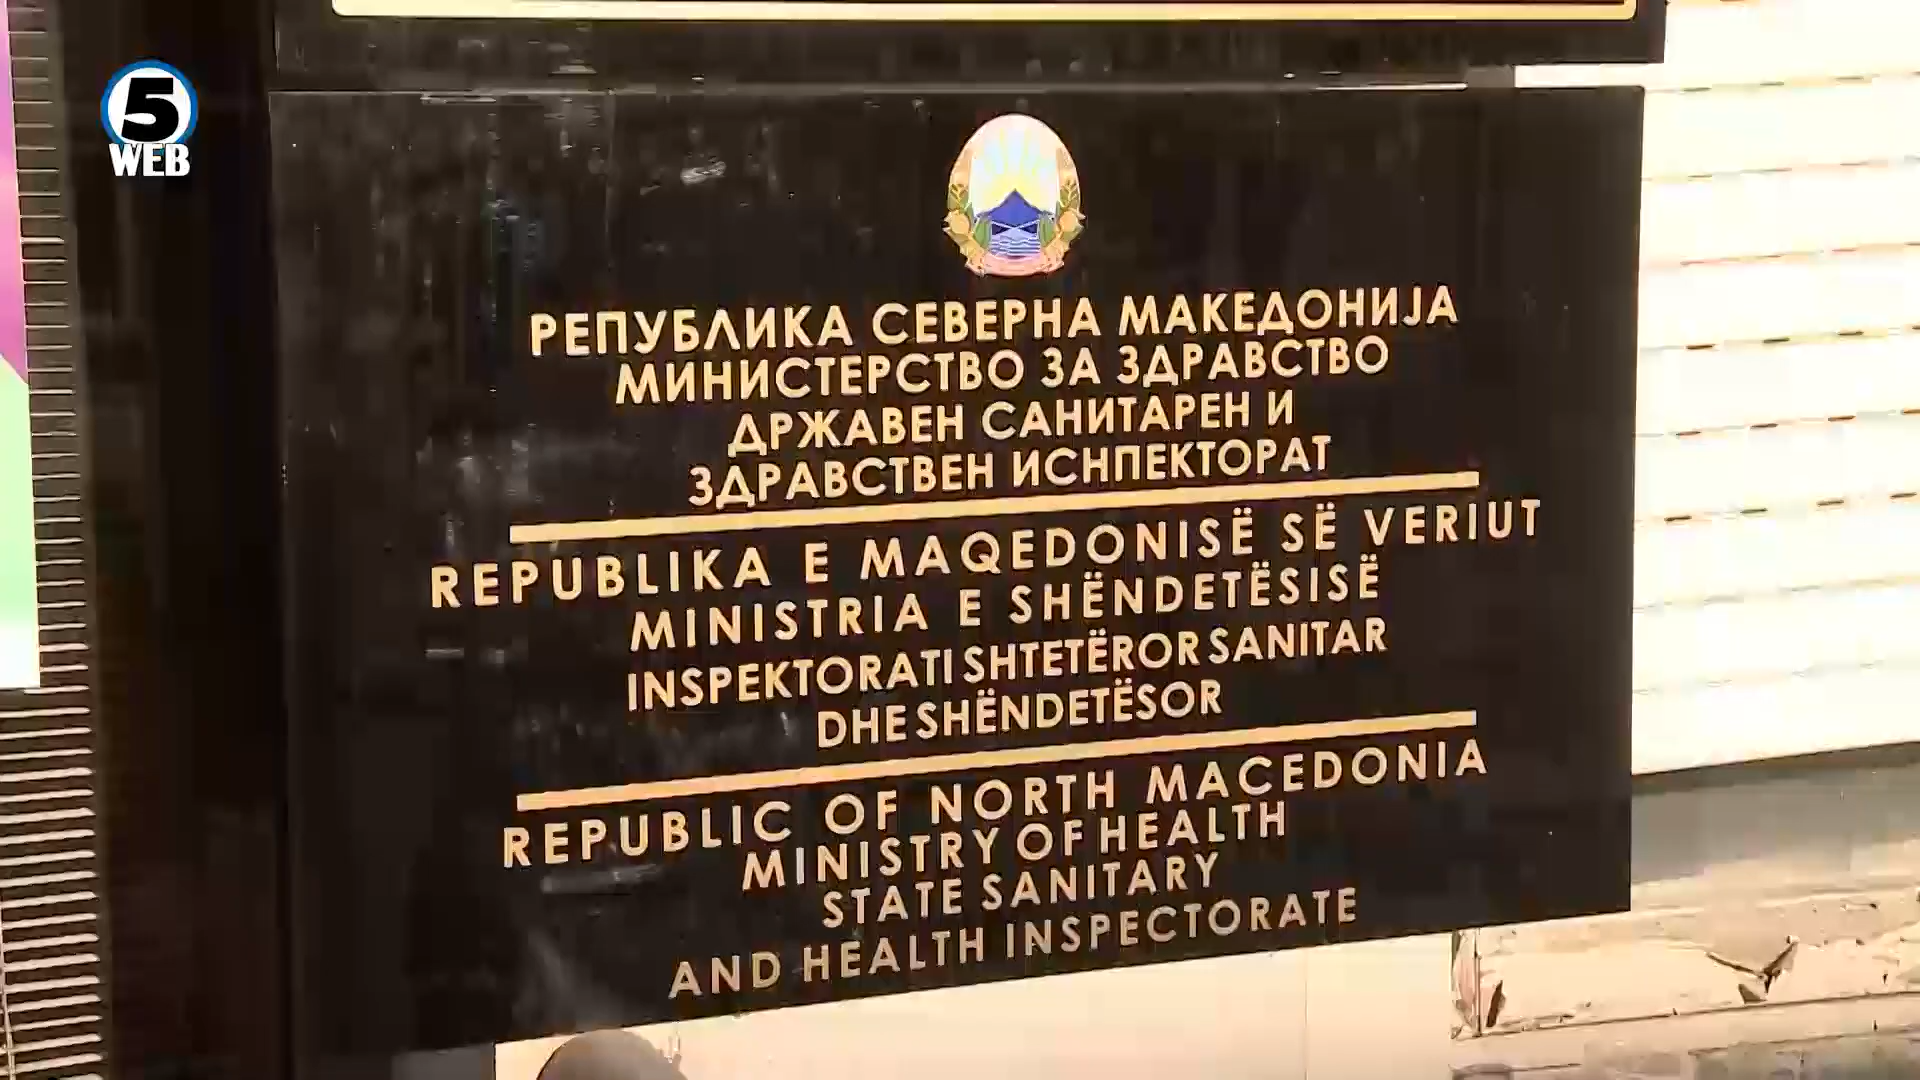 5
WEB
РЕПУБЛИКА СЕВЕРНА МАКЕДОНИЈА
МИНИСТЕРСТВО ЗА ЗДРАВСТВО
ДРЖАВЕН САНИТАРЕН И
ЗДРАВСТВЕН ИСНПЕКТОРАТ
REPUBLIKA E MAQEDONISË SË VERIUT
MINISTRIA E SHËNDETËSISË
INSPEKTORATI SHTETËROR SANITAR
DHE SHËNDETËSOR
REPUBLIC OF NORTH MACEDONIA
MINISTRY OF HEALTH
STATE SANITARY
AND HEALTH INSPECTORATE